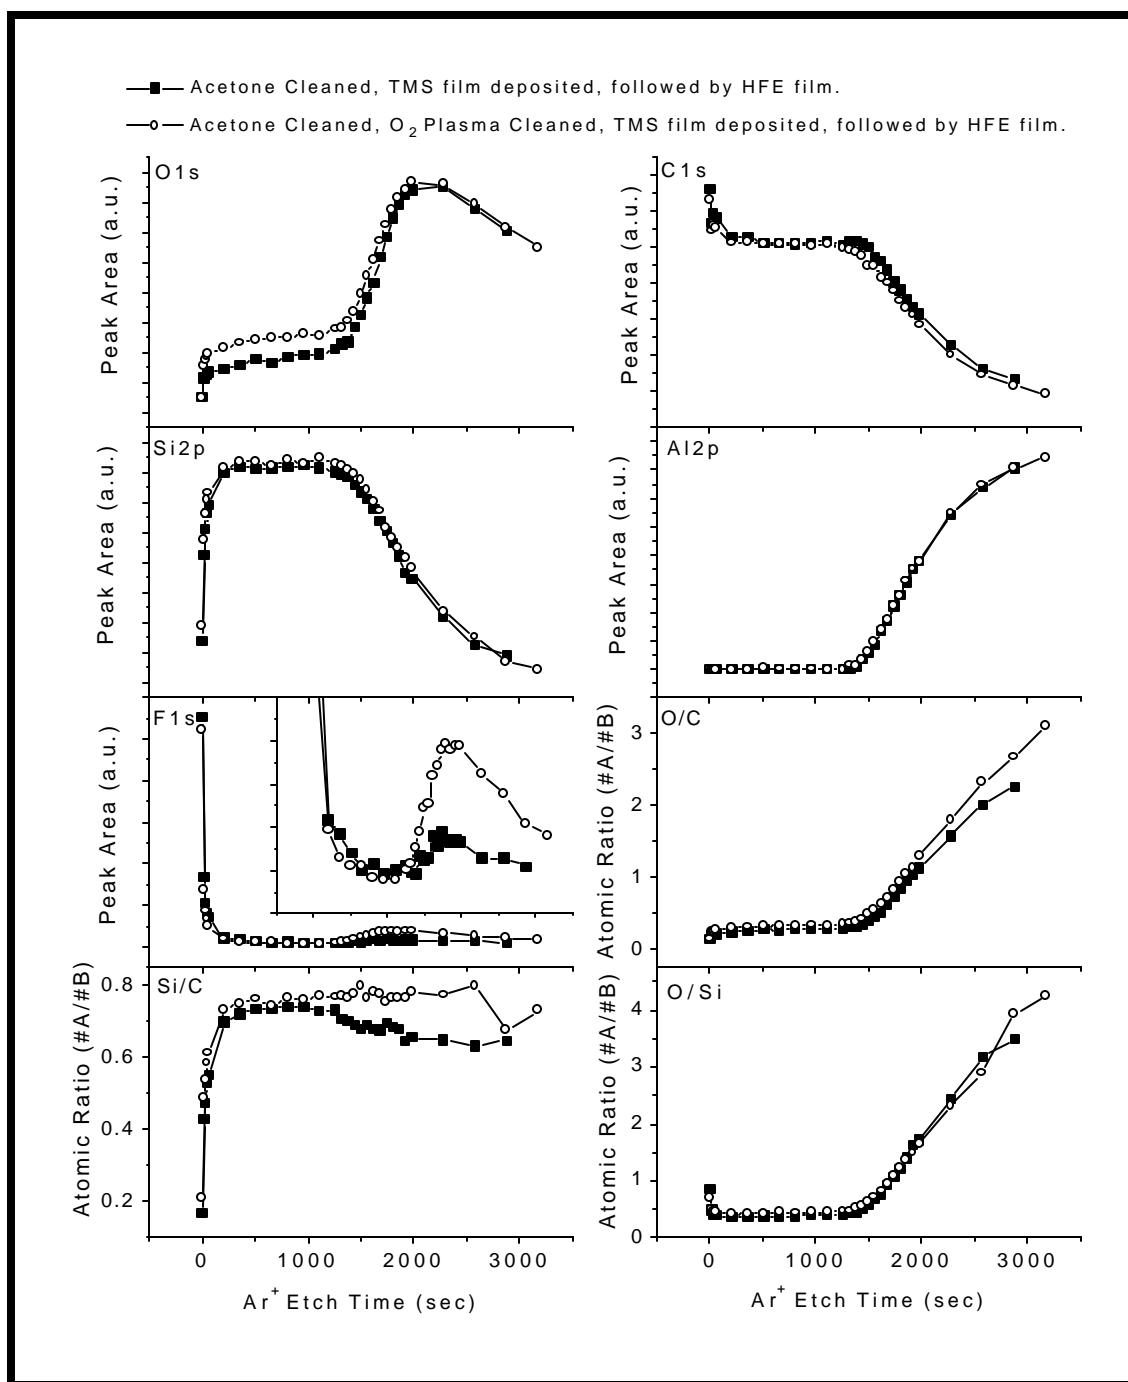 Acetone Cleaned, TMS film deposited, followed by HFE film.
Acetone Cleaned, O2 Plasma Cleaned, TMS film deposited, followed by HFE film.
O1s
Peak Area (a.u.)
C1s
Peak Area (a.u.)
Si2p
Peak Area (a.u.)
Al2p
Peak Area (a.u.)
F1s
Peak Area (a.u.)
O/C
Atomic Ratio (#A/#B)
3
2
1
0
Si/C
Atomic Ratio (#A/#B)
0.8
0.6
0.4
0.2
O/Si
Atomic Ratio (#A/#B)
4
3
2
1
0
0 1000 2000 3000
Ar+ Etch Time (sec)
0 1000 2000 3000
Ar+ Etch Time (sec)